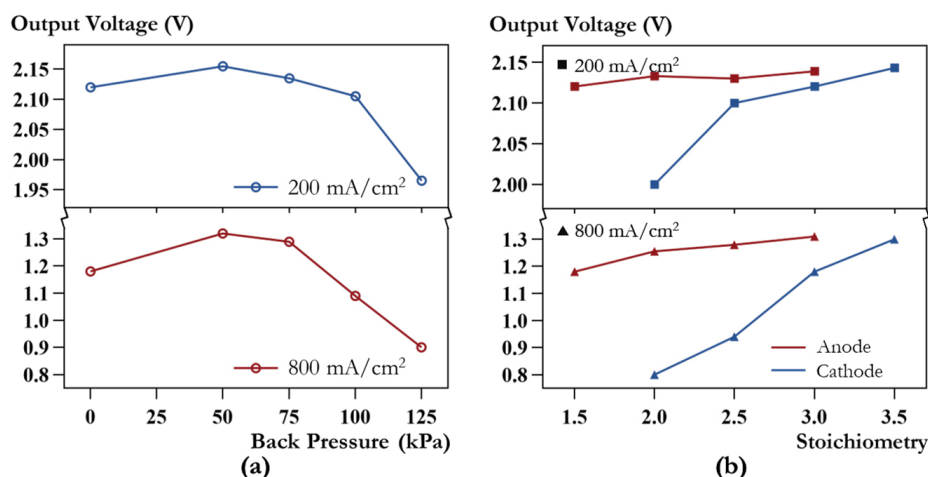 Output Voltage (V)
2.15
2.10
2.05
2.00
1.95
200 mA/cm²
1.3
1.2
1.1
1.0
0.9
0.8
800 mA/cm²
0 25 50 75 100 125
Back Pressure (kPa)
(a)
Output Voltage (V)
2.15
2.10
2.05
2.00
200 mA/cm²
1.3
1.2
1.1
1.0
0.9
0.8
800 mA/cm²
Anode
Cathode
1.5 2.0 2.5 3.0 3.5
Stoichiometry
(b)